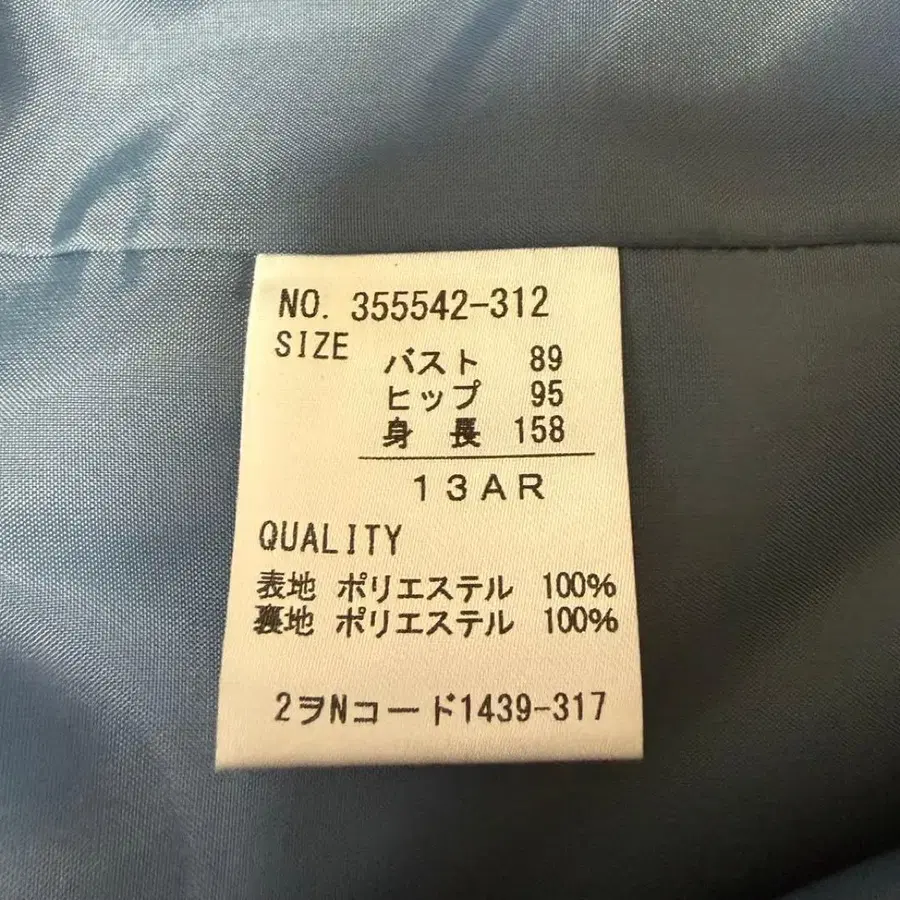 NO. 355542-312
SIZE
バスト 89
ヒップ 95
身長 158
13AR
QUALITY
表地 ポリエステル 100%
裏地 ポリエステル 100%
2ヲNコード1439-317